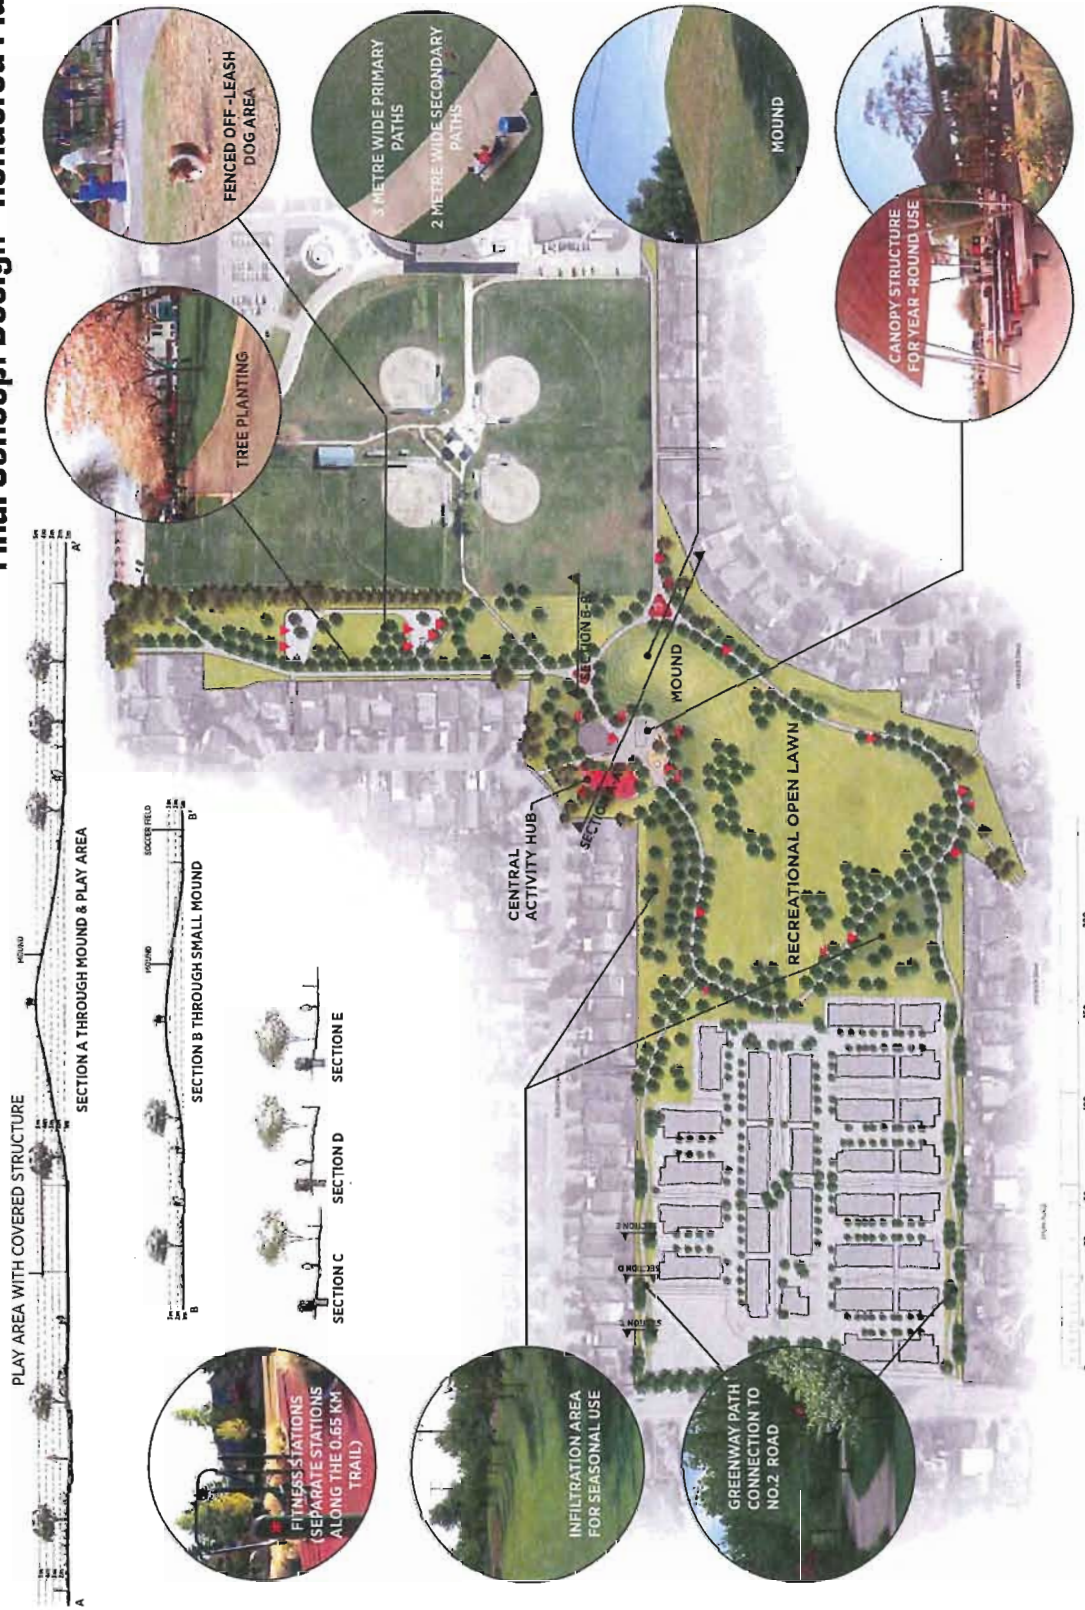 Final Concept Design
PLAY AREA WITH COVERED STRUCTURE
MOUND
A
A'
SECTION A THROUGH MOUND & PLAY AREA
MOUND
SOCCER FIELD
B
B'
SECTION B THROUGH SMALL MOUND
SECTION C
SECTION D
SECTION E
TREE PLANTING
FENCED OFF-LEASH
DOG AREA
3 METRE WIDE PRIMARY
PATHS
2 METRE WIDE SECONDARY
PATHS
MOUND
CANOPY STRUCTURE
FOR YEAR-ROUND USE
FITNESS STATIONS
(SEPARATE STATIONS
ALONG THE 0.65 KM
TRAIL)
INFILTRATION AREA
FOR SEASONAL USE
GREENWAY PATH
CONNECTION TO
NO.2 ROAD
CENTRAL
ACTIVITY HUB
SECTION
SECTION B-B'
MOUND
RECREATIONAL OPEN LAWN
SECTION D
SECTION E